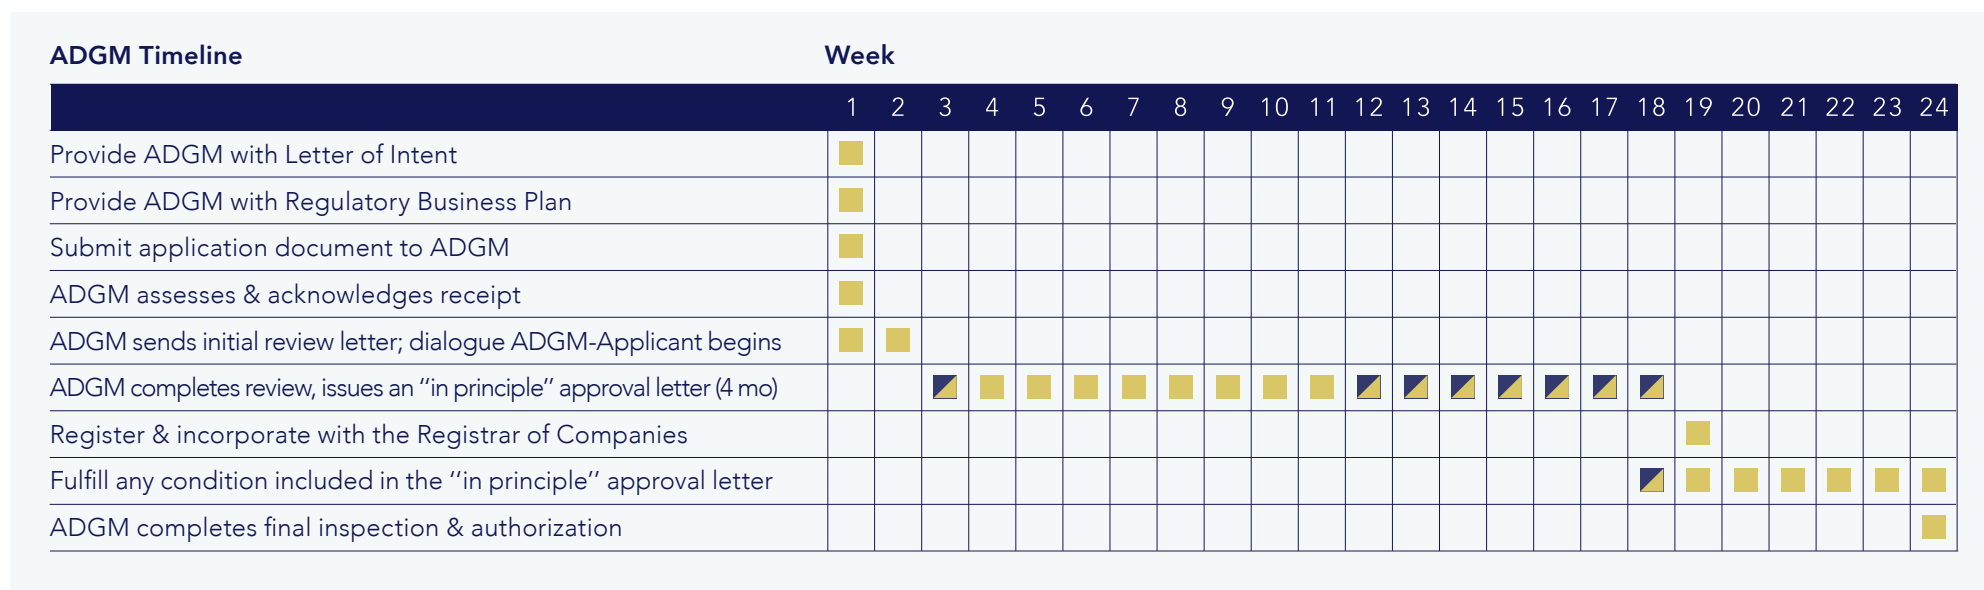 ADGM Timeline Week
1 2 3 4 5 6 7 8 9 10 11 12 13 14 15 16 17 18 19 20 21 22 23 24
Provide ADGM with Letter of Intent
Provide ADGM with Regulatory Business Plan
Submit application document to ADGM
ADGM assesses & acknowledges receipt
ADGM sends initial review letter; dialogue ADGM-Applicant begins
ADGM completes review, issues an “in principle” approval letter (4 mo)
Register & incorporate with the Registrar of Companies
Fulfill any condition included in the “in principle” approval letter
ADGM completes final inspection & authorization